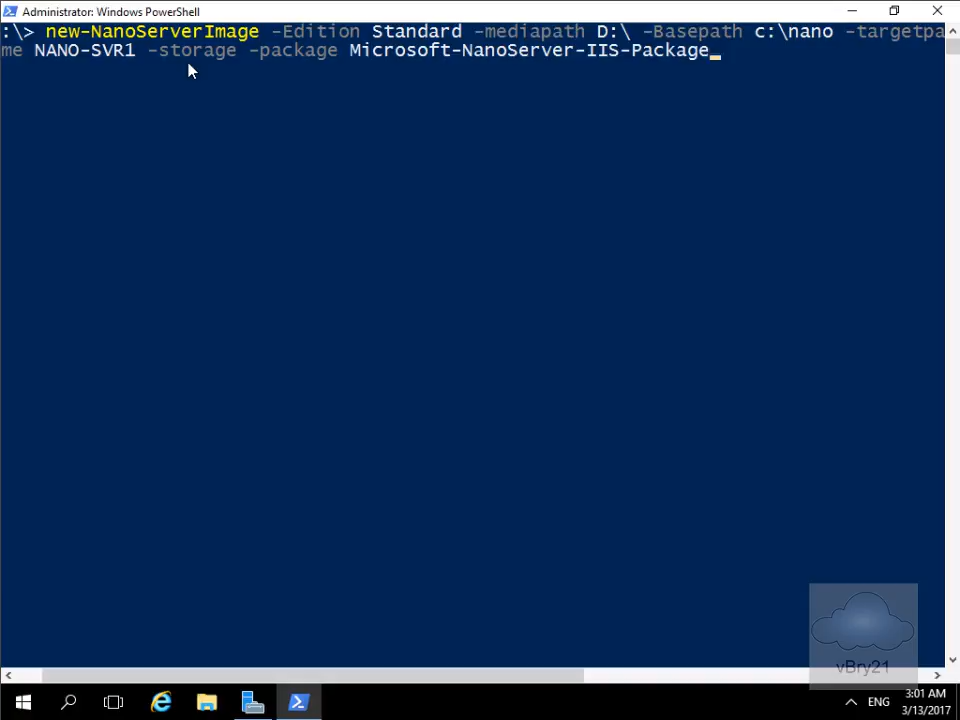 Administrator: Windows PowerShell
:\> new-NanoServerImage -Edition Standard -mediapath D:\ -Basepath c:\nano -targetpa
me NANO-SVR1 -storage -package Microsoft-NanoServer-IIS-Package_
vBry21
ENG
3:01 AM
3/13/2017